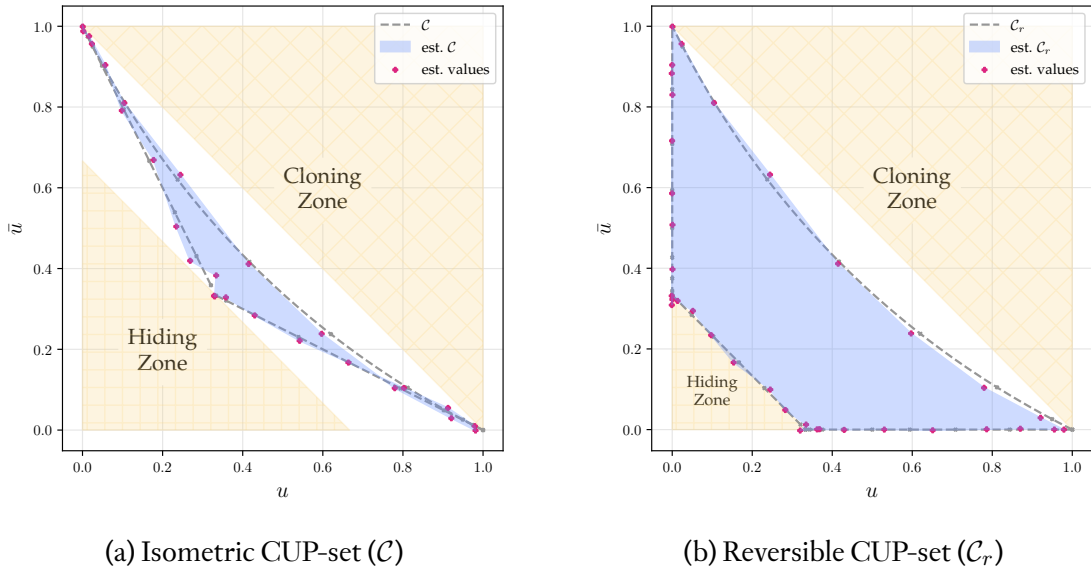 1.0
0.8
0.6
0.4
0.2
0.0
ū
0.0 0.2 0.4 0.6 0.8 1.0
u
𝒞
est. 𝒞
est. values
Cloning
Zone
Hiding
Zone
(a) Isometric CUP-set (𝒞)
1.0
0.8
0.6
0.4
0.2
0.0
ū
0.0 0.2 0.4 0.6 0.8 1.0
u
𝒞ᵣ
est. 𝒞ᵣ
est. values
Cloning
Zone
Hiding
Zone
(b) Reversible CUP-set (𝒞ᵣ)